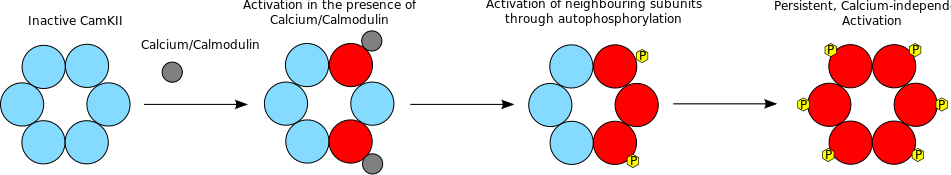 Inactive CamKII
Calcium/Calmodulin
Activation in the presence of
Calcium/Calmodulin
Activation of neighbouring subunits
through autophosphorylation
P
P
Persistent, Calcium-independ
Activation
P
P
P
P
P
P